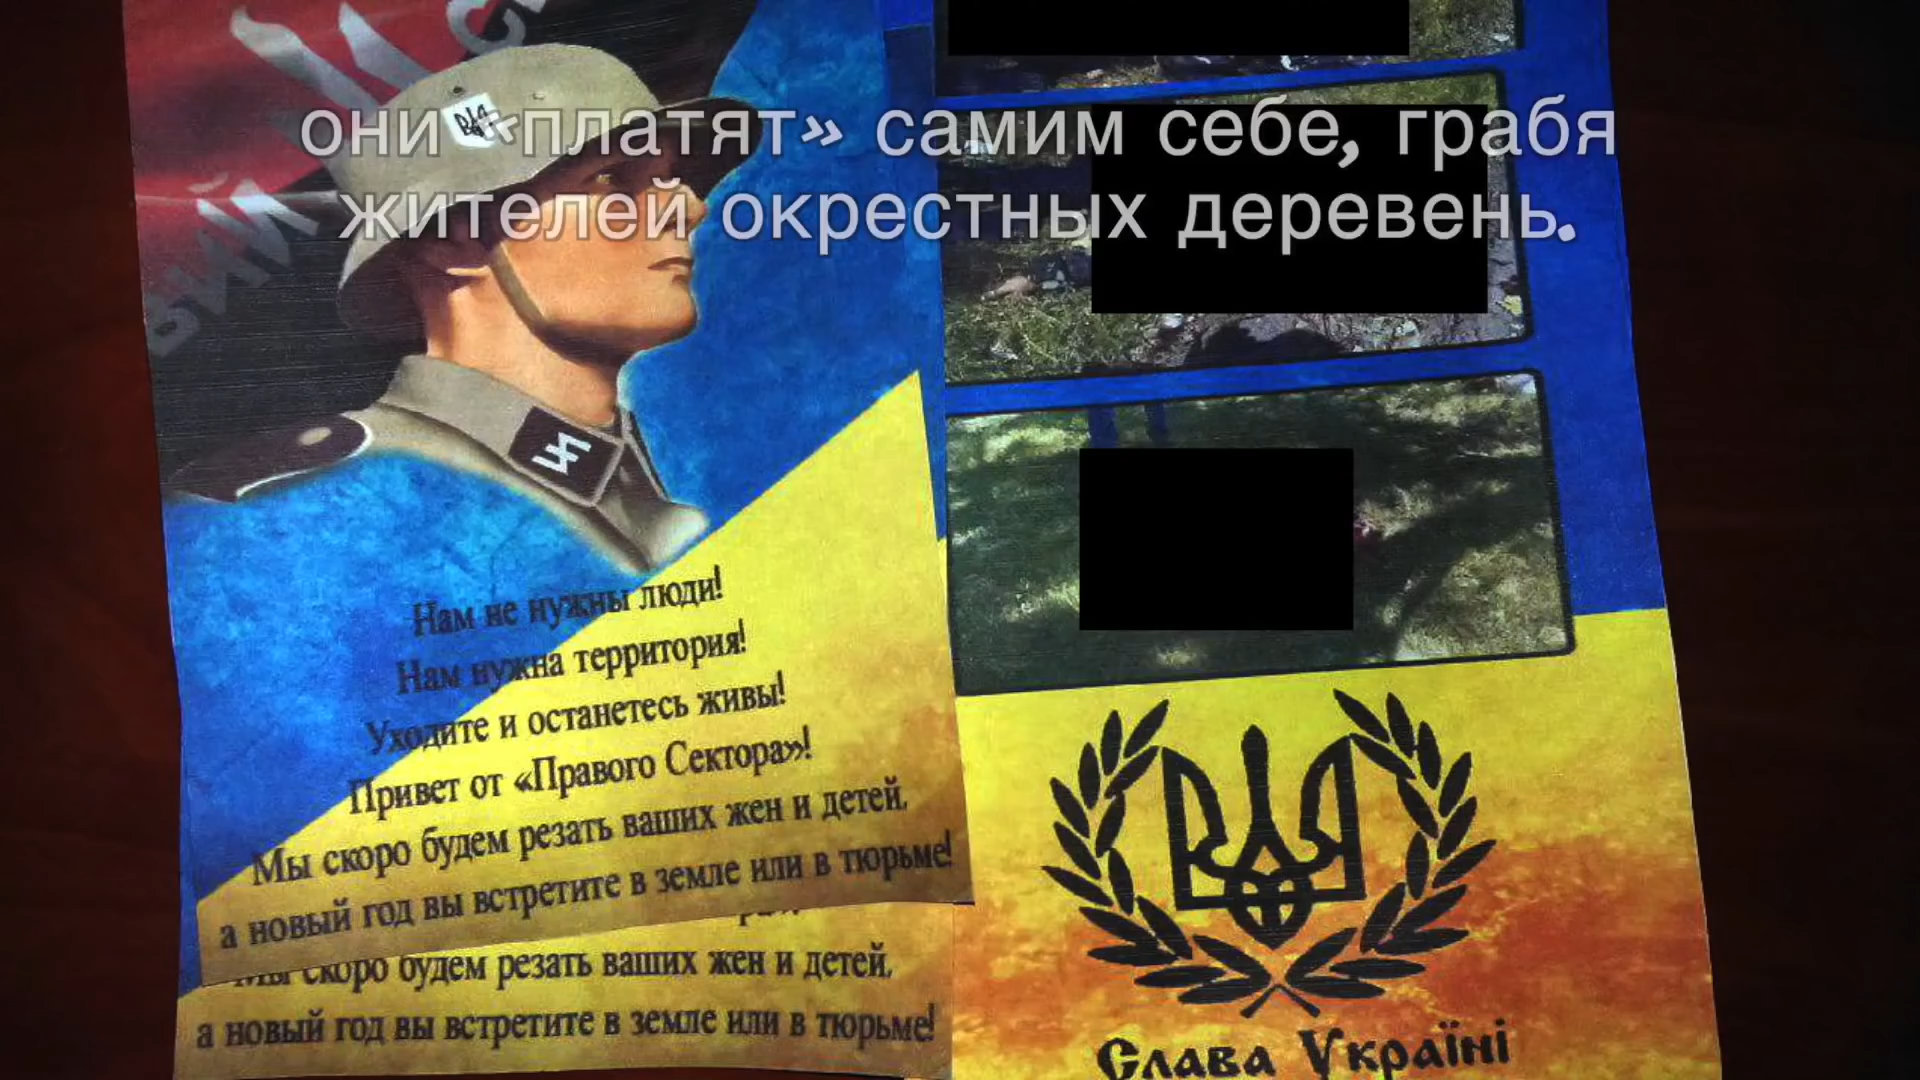 они «платят» самим себе, грабя
жителей окрестных деревень.
Нам не нужны люди!
Нам нужна территория!
Уходите и останетесь живы!
Привет от «Правого Сектора»!
Мы скоро будем резать ваших жен и детей,
а новый год вы встретите в земле или в тюрьме!
Мы скоро будем резать ваших жен и детей,
а новый год вы встретите в земле или в тюрьме!
Слава Україні